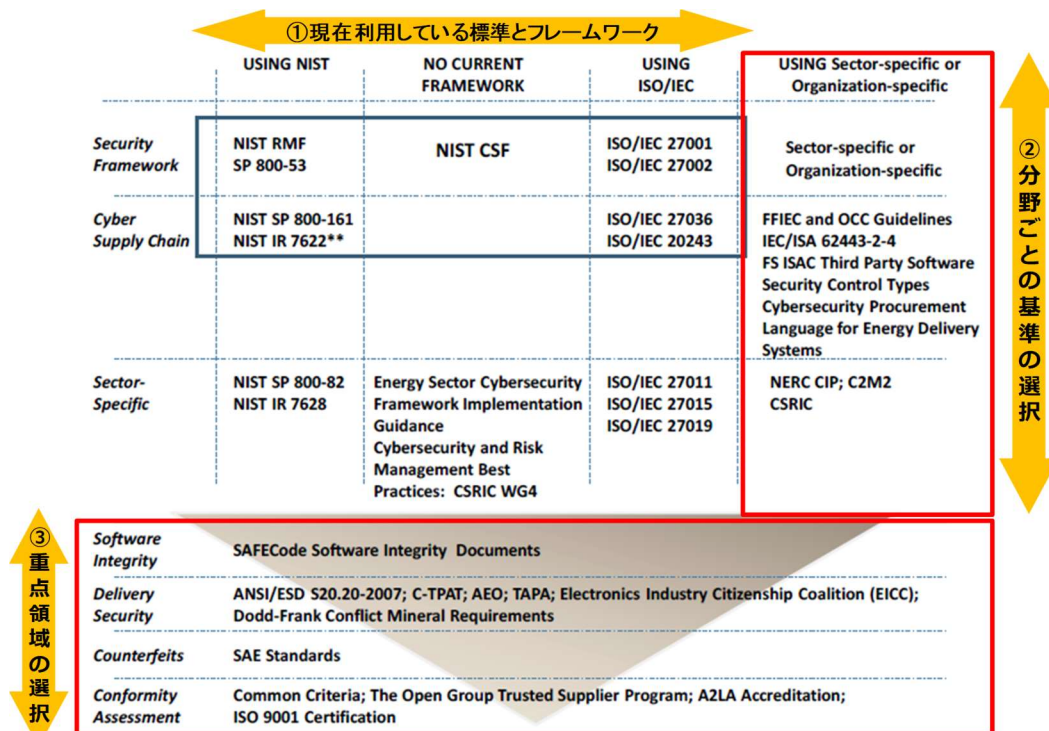 ①現在利用している標準とフレームワーク
USING NIST
NO CURRENT
FRAMEWORK
USING
ISO/IEC
USING Sector-specific or
Organization-specific
Security
Framework
NIST RMF
SP 800-53
NIST CSF
ISO/IEC 27001
ISO/IEC 27002
Sector-specific or
Organization-specific
Cyber
Supply Chain
NIST SP 800-161
NIST IR 7622**
ISO/IEC 27036
ISO/IEC 20243
FFIEC and OCC Guidelines
IEC/ISA 62443-2-4
FS ISAC Third Party Software
Security Control Types
Cybersecurity Procurement
Language for Energy Delivery
Systems
Sector-
Specific
NIST SP 800-82
NIST IR 7628
Energy Sector Cybersecurity
Framework Implementation
Guidance
Cybersecurity and Risk
Management Best
Practices: CSRIC WG4
ISO/IEC 27011
ISO/IEC 27015
ISO/IEC 27019
NERC CIP; C2M2
CSRIC
②分野ごとの基準の選択
③重点領域の選択
Software
Integrity
SAFECode Software Integrity Documents
Delivery
Security
ANSI/ESD S20.20-2007; C-TPAT; AEO; TAPA; Electronics Industry Citizenship Coalition (EICC);
Dodd-Frank Conflict Mineral Requirements
Counterfeits
SAE Standards
Conformity
Assessment
Common Criteria; The Open Group Trusted Supplier Program; A2LA Accreditation;
ISO 9001 Certification